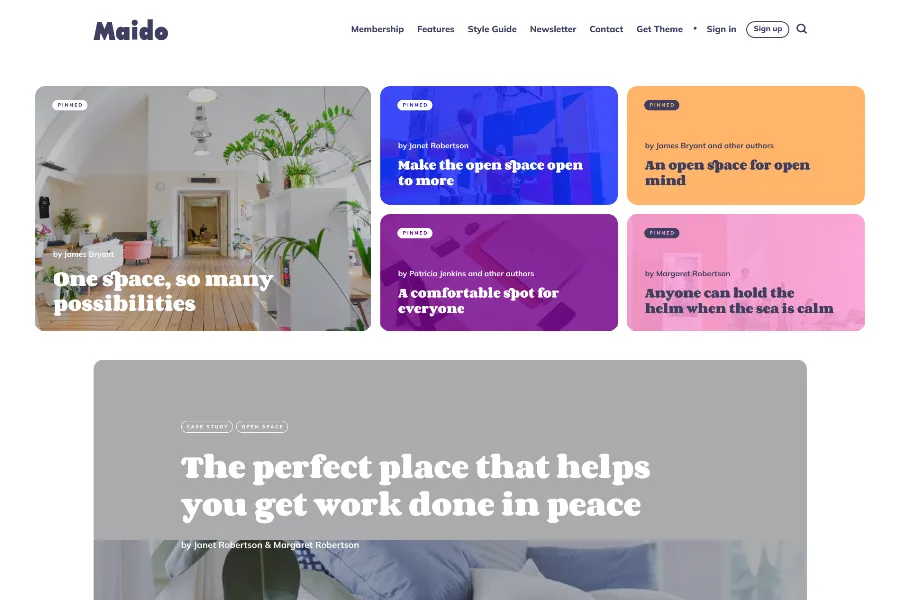 Maido
Membership Features Style Guide Newsletter Contact Get Theme • Sign in Sign up
PINNED
by James Bryant
One space, so many
possibilities
PINNED
by Janet Robertson
Make the open space open
to more
PINNED
by James Bryant and other authors
An open space for open
mind
PINNED
by Patricia Jenkins and other authors
A comfortable spot for
everyone
PINNED
by Margaret Robertson
Anyone can hold the
helm when the sea is calm
CASE STUDY OPEN SPACE
The perfect place that helps
you get work done in peace
by Janet Robertson & Margaret Robertson